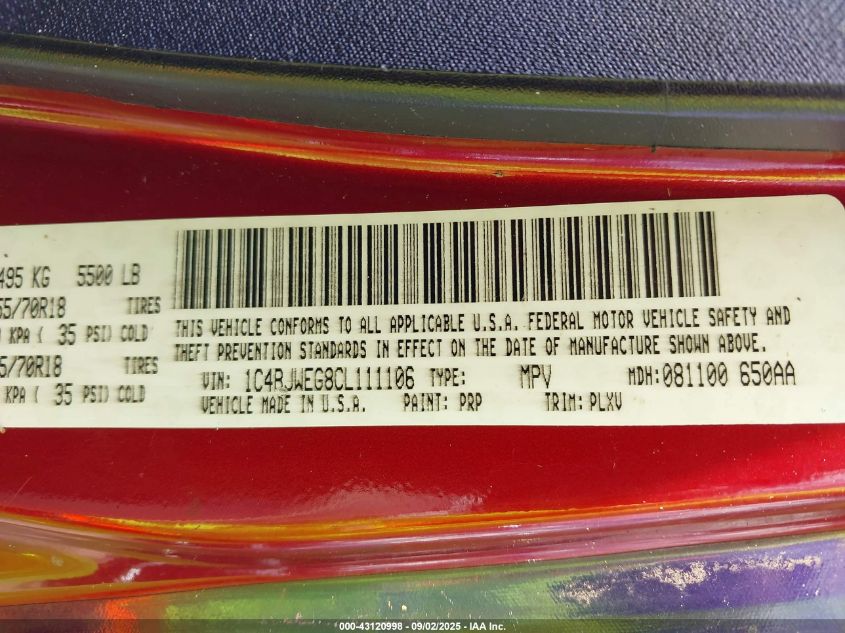 495 KG 5500 LB
55/70R18 TIRES
KPA ( 35 PSI) COLD
5/70R18 TIRES
KPA ( 35 PSI) COLD
THIS VEHICLE CONFORMS TO ALL APPLICABLE U.S.A. FEDERAL MOTOR VEHICLE SAFETY AND
THEFT PREVENTION STANDARDS IN EFFECT ON THE DATE OF MANUFACTURE SHOWN ABOVE.
VIN: 1C4BJWEG8CL111106 TYPE: MPV MDH:081100 650AA
VEHICLE MADE IN U.S.A. PAINT: PRP TRIM: PLXV
000-43120998 - 09/02/2025 - IAA Inc.